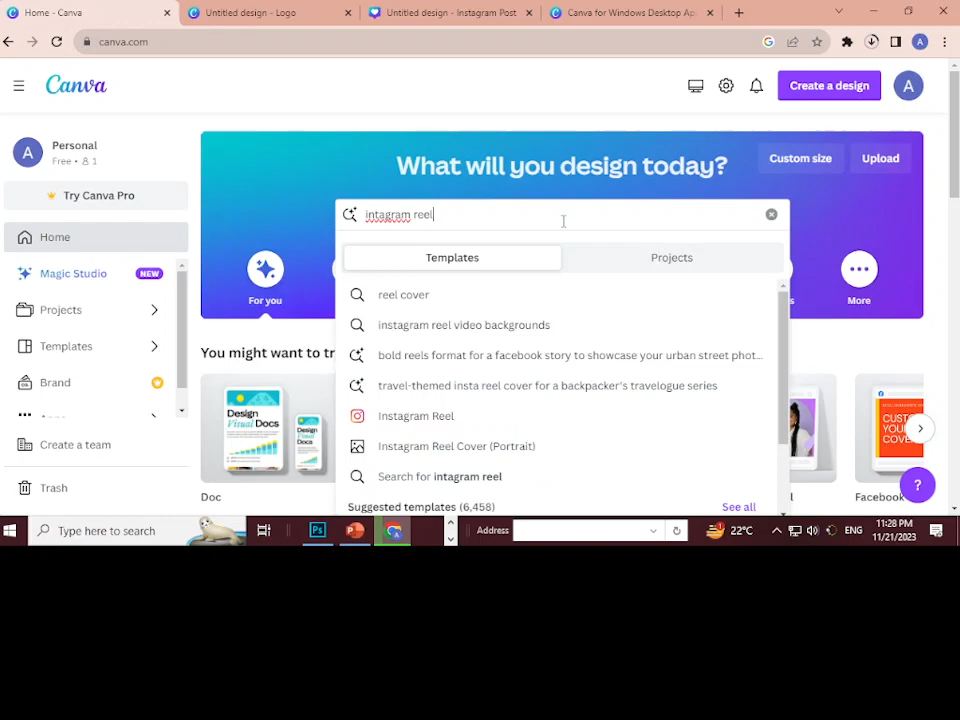 Home - Canva
Untitled design - Logo
Untitled design - Instagram Post
Canva for Windows Desktop Ap
canva.com
A
Canva
Create a design
A
A
Personal
Free • 1
Try Canva Pro
Home
Magic Studio NEW
Projects
Templates
Brand
Create a team
Trash
What will you design today?
Custom size
Upload
intagram reel
Templates
Projects
For you
More
reel cover
instagram reel video backgrounds
bold reels format for a facebook story to showcase your urban street phot...
travel-themed insta reel cover for a backpacker's travelogue series
Instagram Reel
Instagram Reel Cover (Portrait)
Search for intagram reel
Suggested templates (6,458)
See all
You might want to tr
Design Visual Docs
Doc
Facebook
?
Type here to search
Ps
Address
22°C
ENG
11:28 PM
11/21/2023